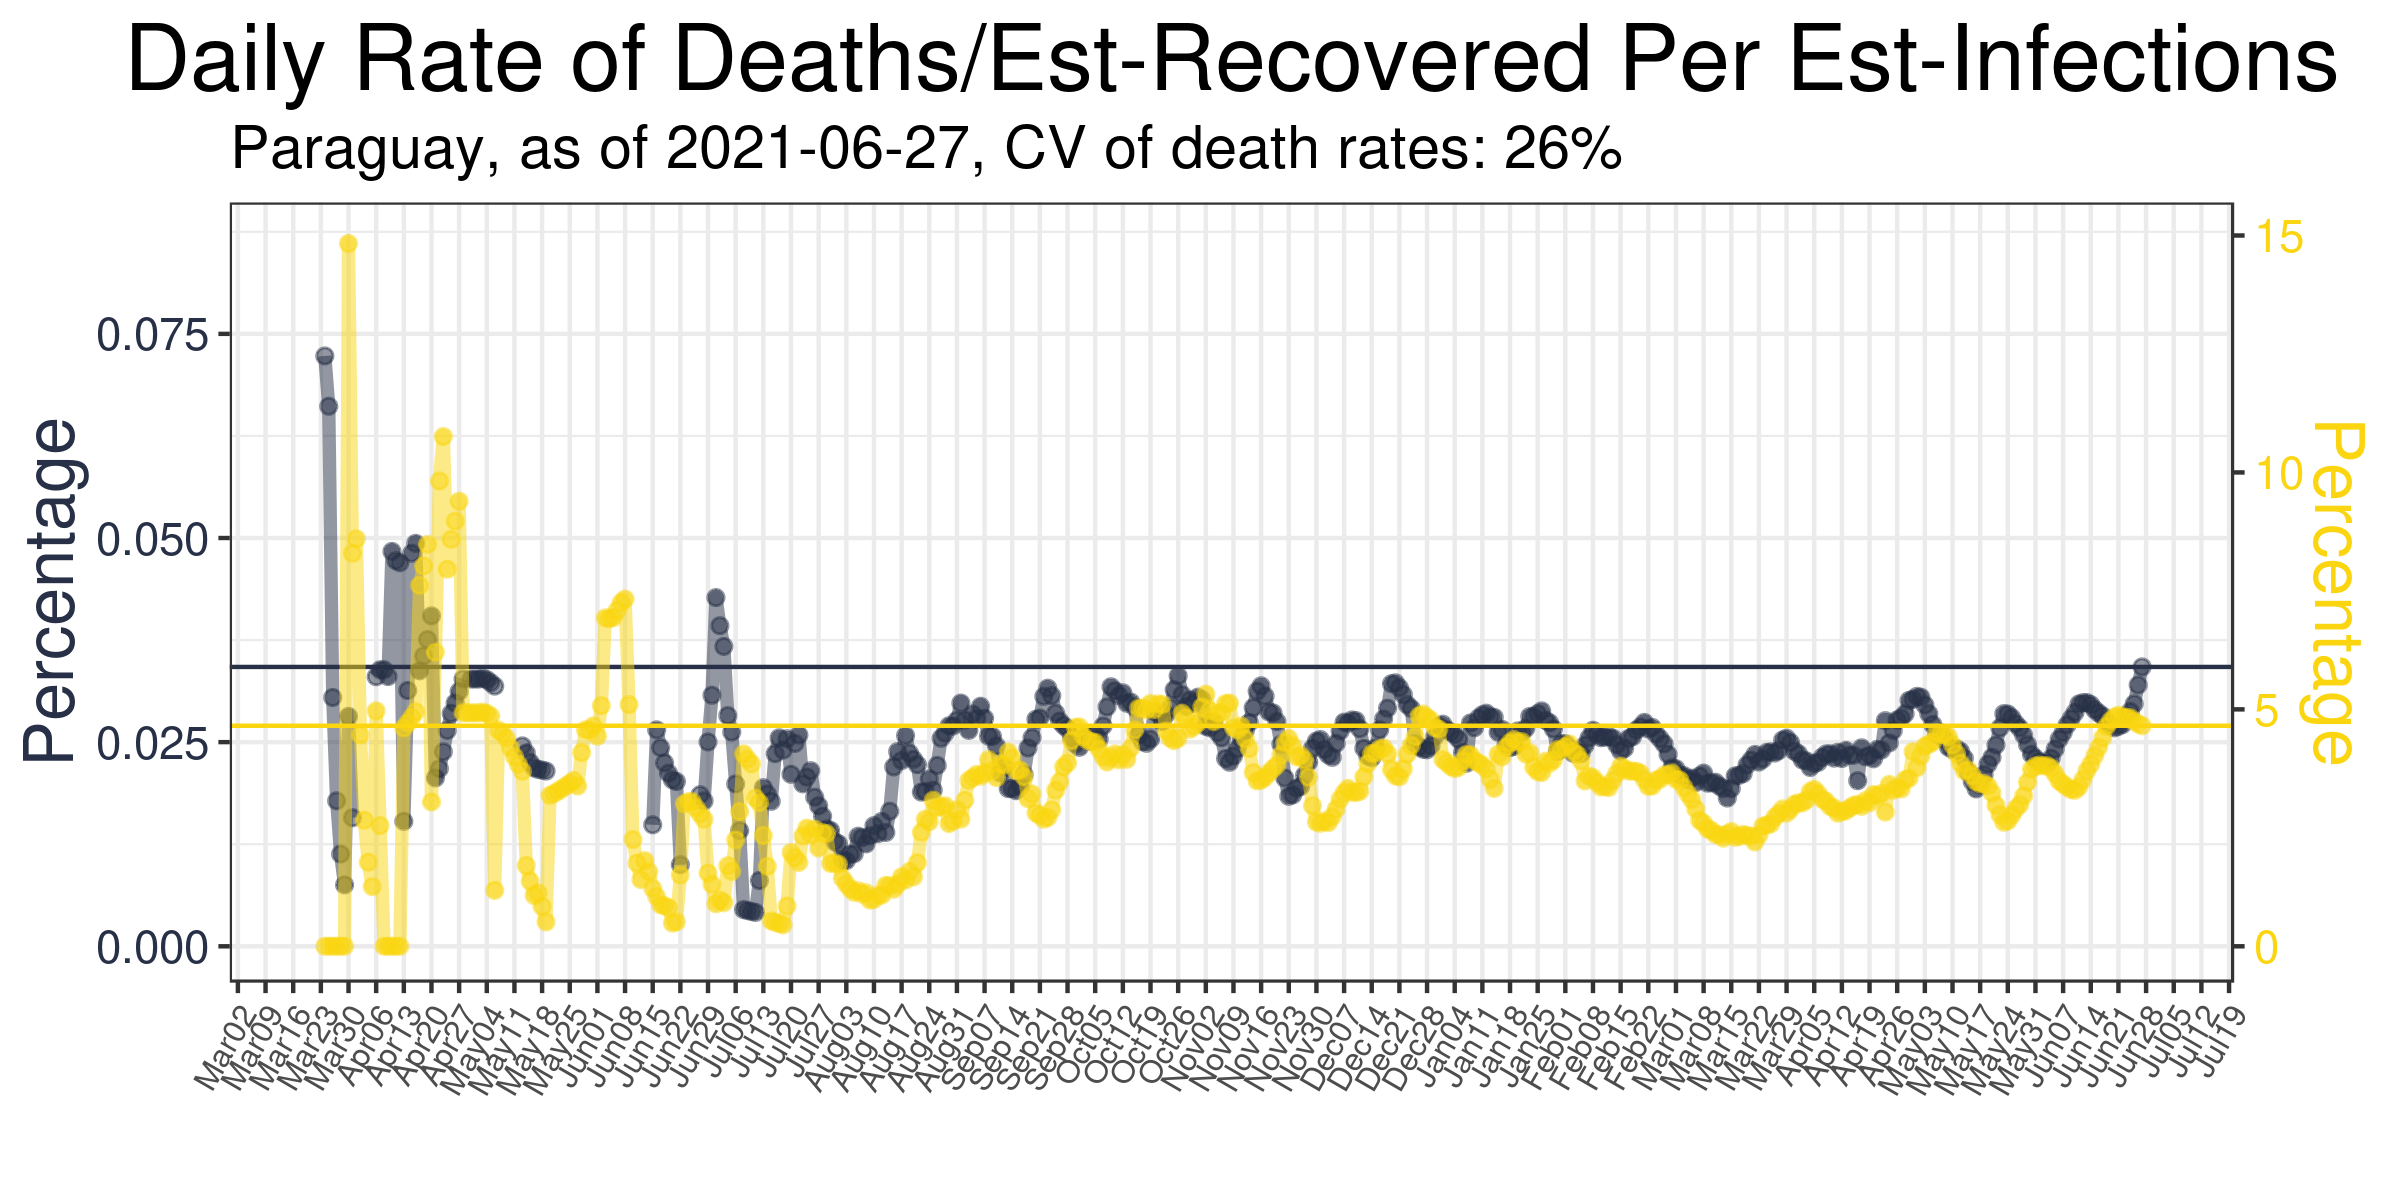 Daily Rate of Deaths/Est-Recovered Per Est-Infections
Paraguay, as of 2021-06-27, CV of death rates: 26%
Percentage
0.075
0.050
0.025
0.000
15
10
5
0
Percentage
Mar02
Mar09
Mar16
Mar23
Mar30
Apr06
Apr13
Apr20
Apr27
May04
May11
May18
May25
Jun01
Jun08
Jun15
Jun22
Jun29
Jul06
Jul13
Jul20
Jul27
Aug03
Aug10
Aug17
Aug24
Aug31
Sep07
Sep14
Sep21
Sep28
Oct05
Oct12
Oct19
Oct26
Nov02
Nov09
Nov16
Nov23
Nov30
Dec07
Dec14
Dec21
Dec28
Jan04
Jan11
Jan18
Jan25
Feb01
Feb08
Feb15
Feb22
Mar01
Mar08
Mar15
Mar22
Mar29
Apr05
Apr12
Apr19
Apr26
May03
May10
May17
May24
May31
Jun07
Jun14
Jun21
Jun28
Jul05
Jul12
Jul19